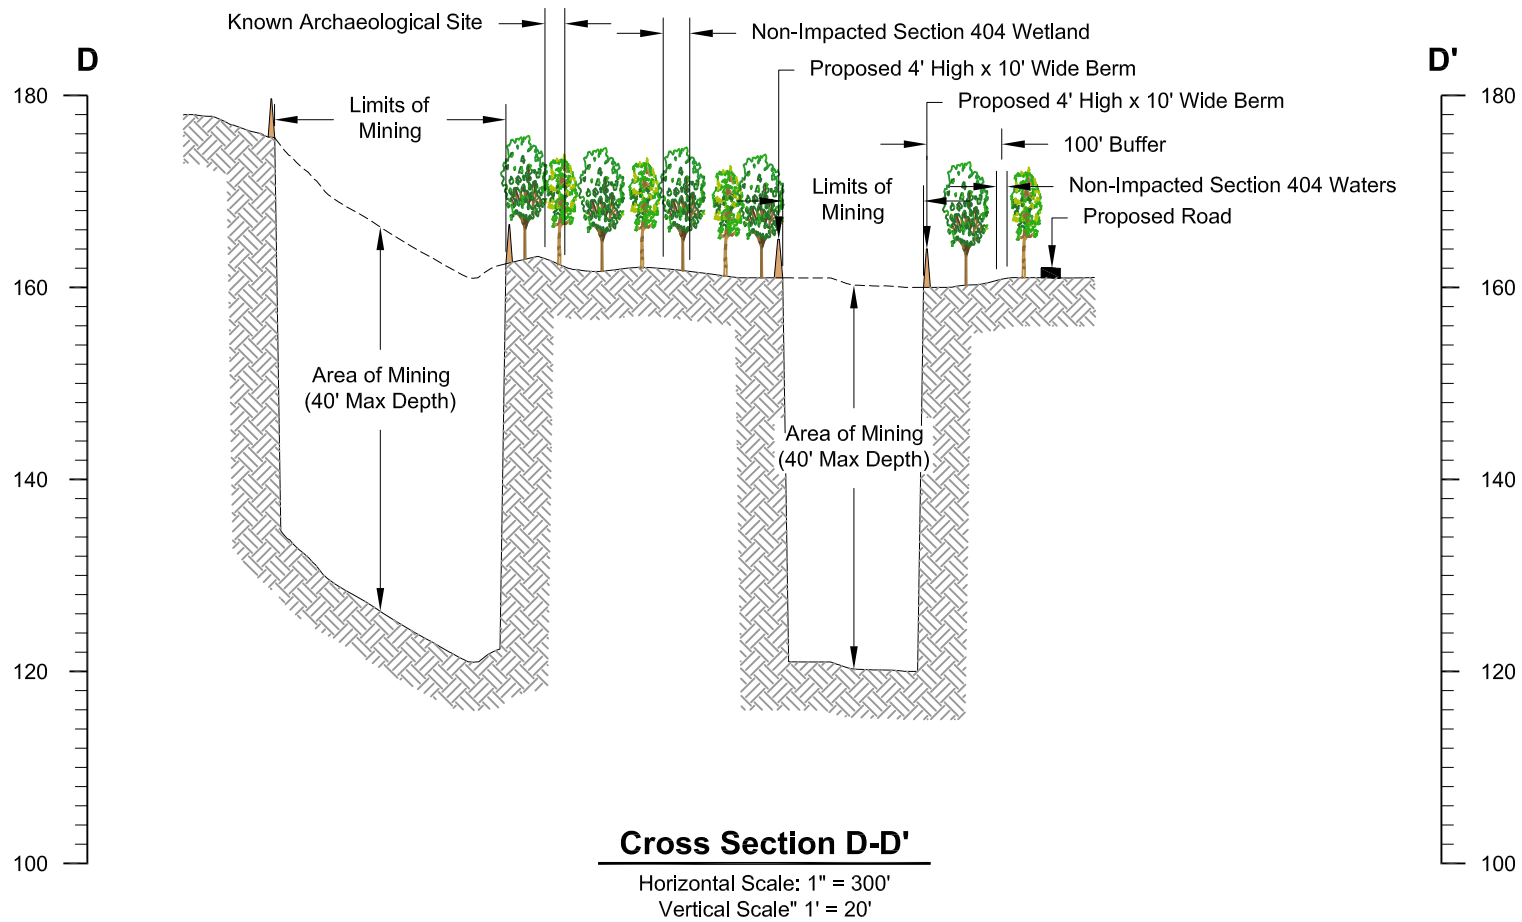 Known Archaeological Site
Non-Impacted Section 404 Wetland
D
D'
Proposed 4' High x 10' Wide Berm
180
Limits of
Mining
Proposed 4' High x 10' Wide Berm
180
100' Buffer
Limits of
Mining
Non-Impacted Section 404 Waters
Proposed Road
160
160
Area of Mining
(40' Max Depth)
Area of Mining
(40' Max Depth)
140
140
120
120
100
100
Cross Section D-D'
Horizontal Scale: 1" = 300'
Vertical Scale" 1' = 20'